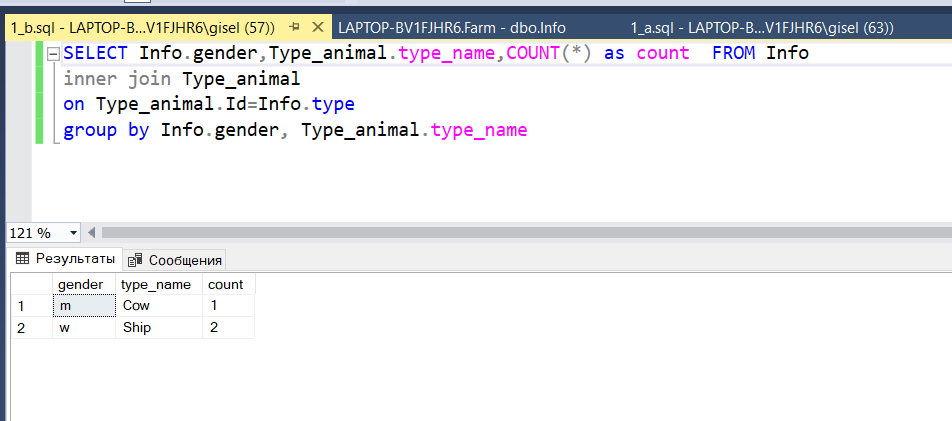 1_b.sql - LAPTOP-B...V1FJHR6\gisel (57)) LAPTOP-BV1FJHR6.Farm - dbo.Info 1_a.sql - LAPTOP-B...V1FJHR6\gisel (63))
SELECT Info.gender,Type_animal.type_name,COUNT(*) as count  FROM Info
inner join Type_animal
on Type_animal.Id=Info.type
group by Info.gender, Type_animal.type_name
121 %
Результаты Сообщения
gender type_name count
1 m Cow 1
2 w Ship 2